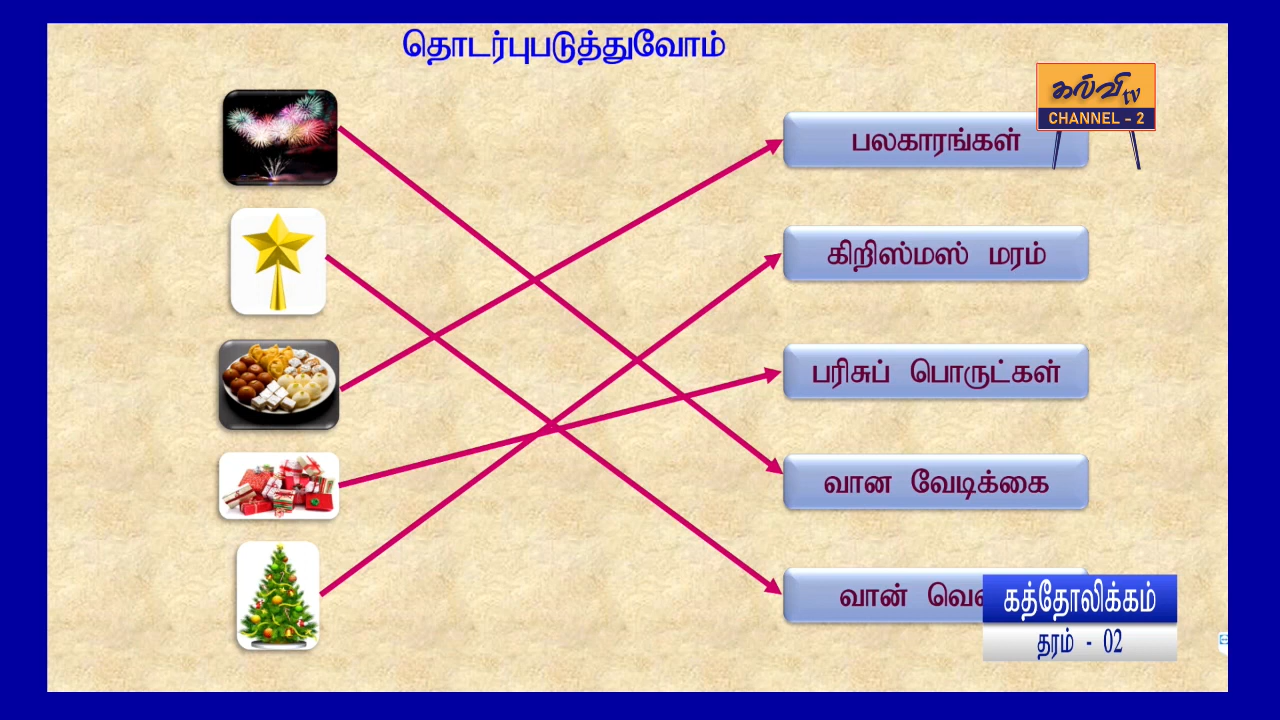 தொடர்புபடுத்துவோம்
கல்வி tv
CHANNEL - 2
பலகாரங்கள்
கிறிஸ்மஸ் மரம்
பரிசுப் பொருட்கள்
வான வேடிக்கை
வான்
கத்தோலிக்கம்
தரம் - 02